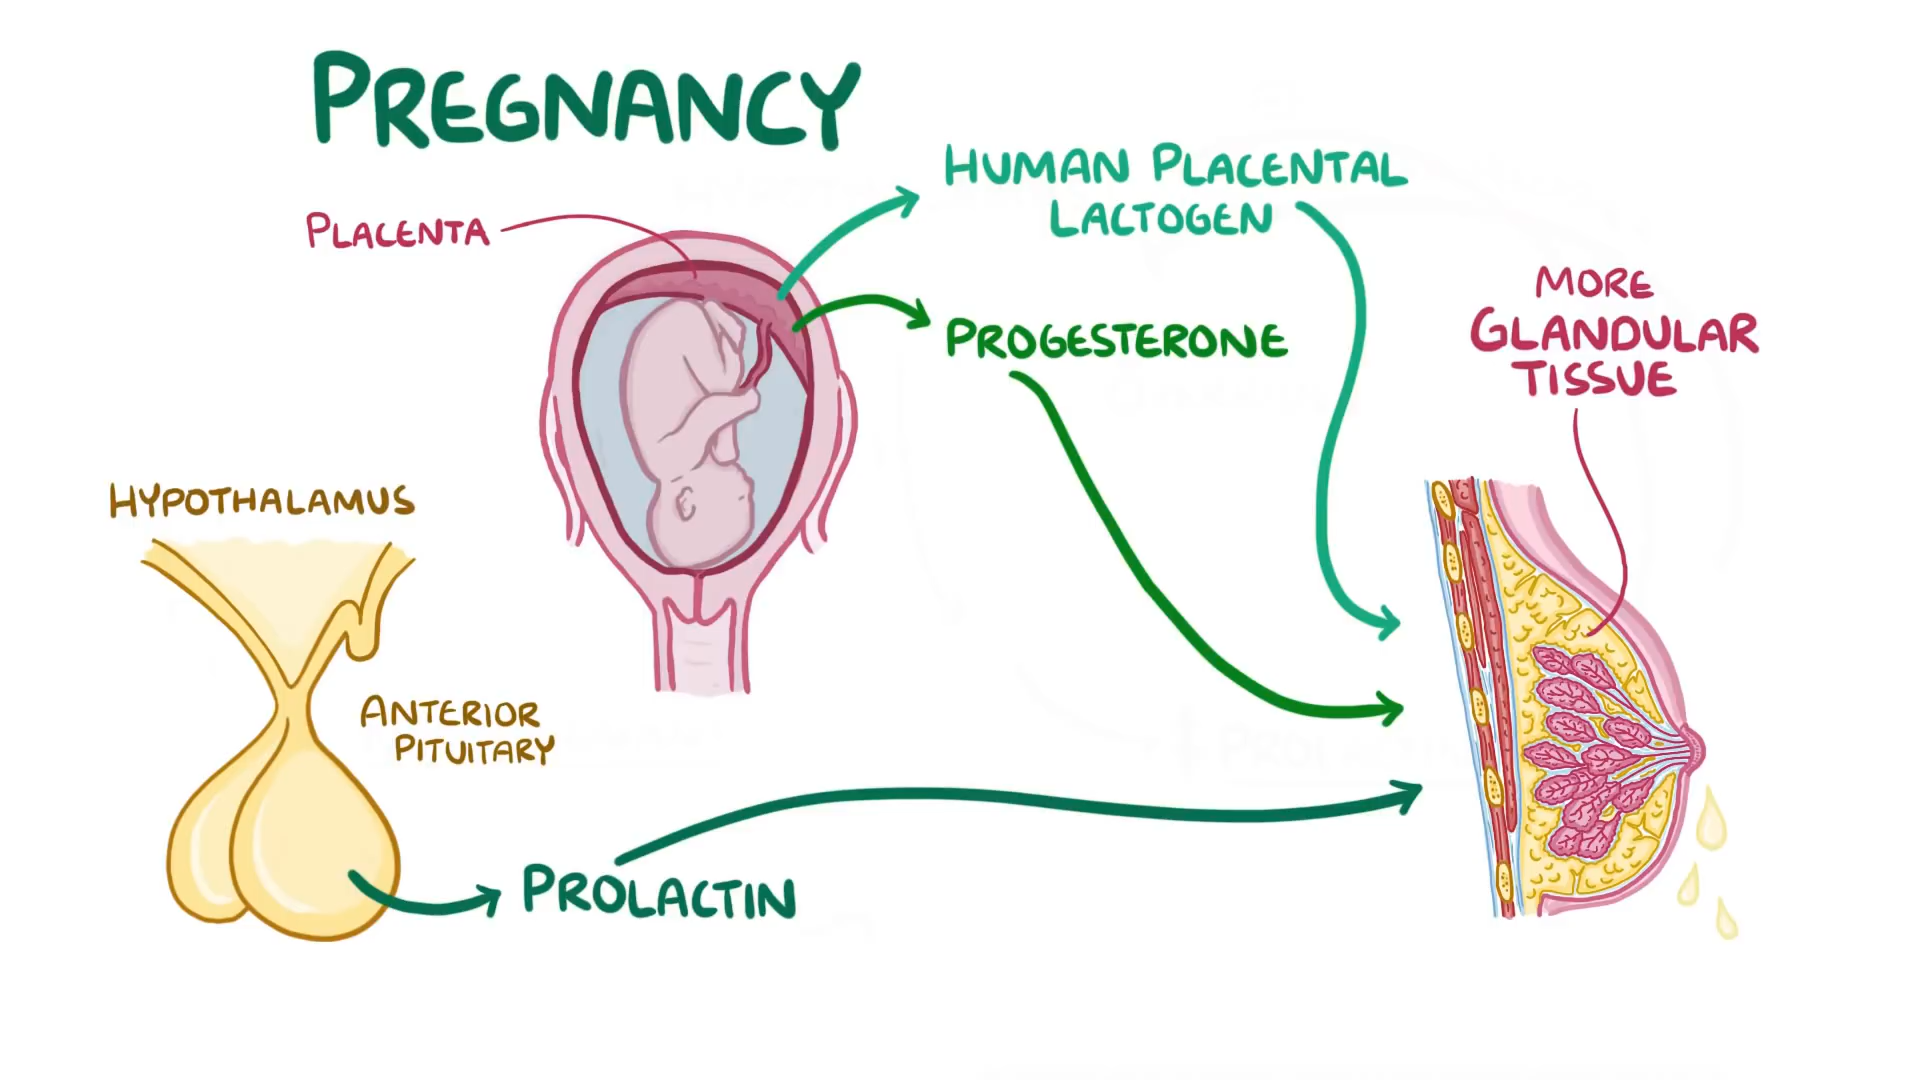 PREGNANCY
HUMAN PLACENTAL
LACTOGEN
PLACENTA
MORE
GLANDULAR
TISSUE
PROGESTERONE
HYPOTHALAMUS
ANTERIOR
PITUITARY
PROLACTIN